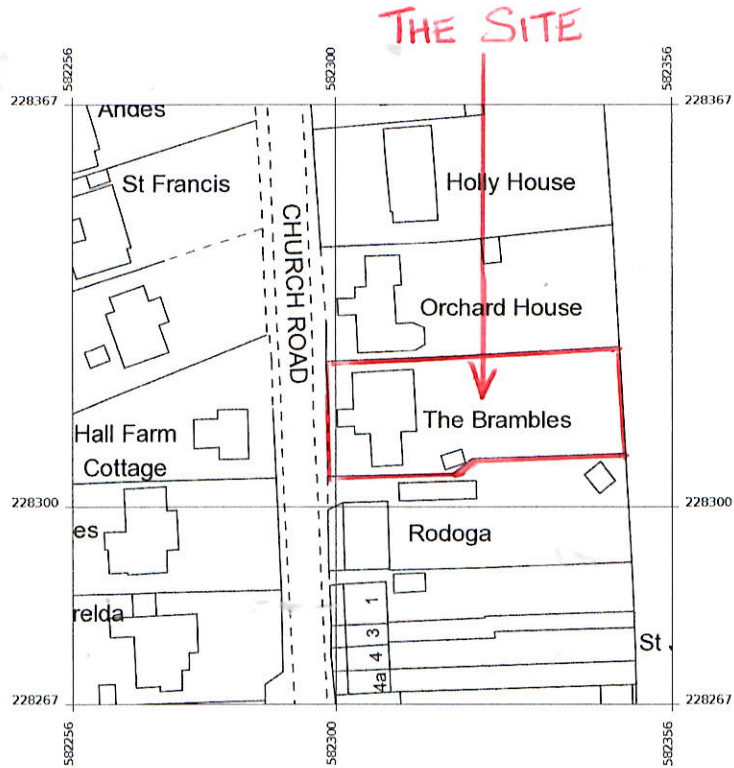 THE SITE
582256
582300
582356
228367
228367
Andes
St Francis
Holly House
CHURCH ROAD
Orchard House
The Brambles
Hall Farm
Cottage
228300
228300
es
Rodoga
1
relda
3
St
4
4a
228267
228267
582256
582300
582356